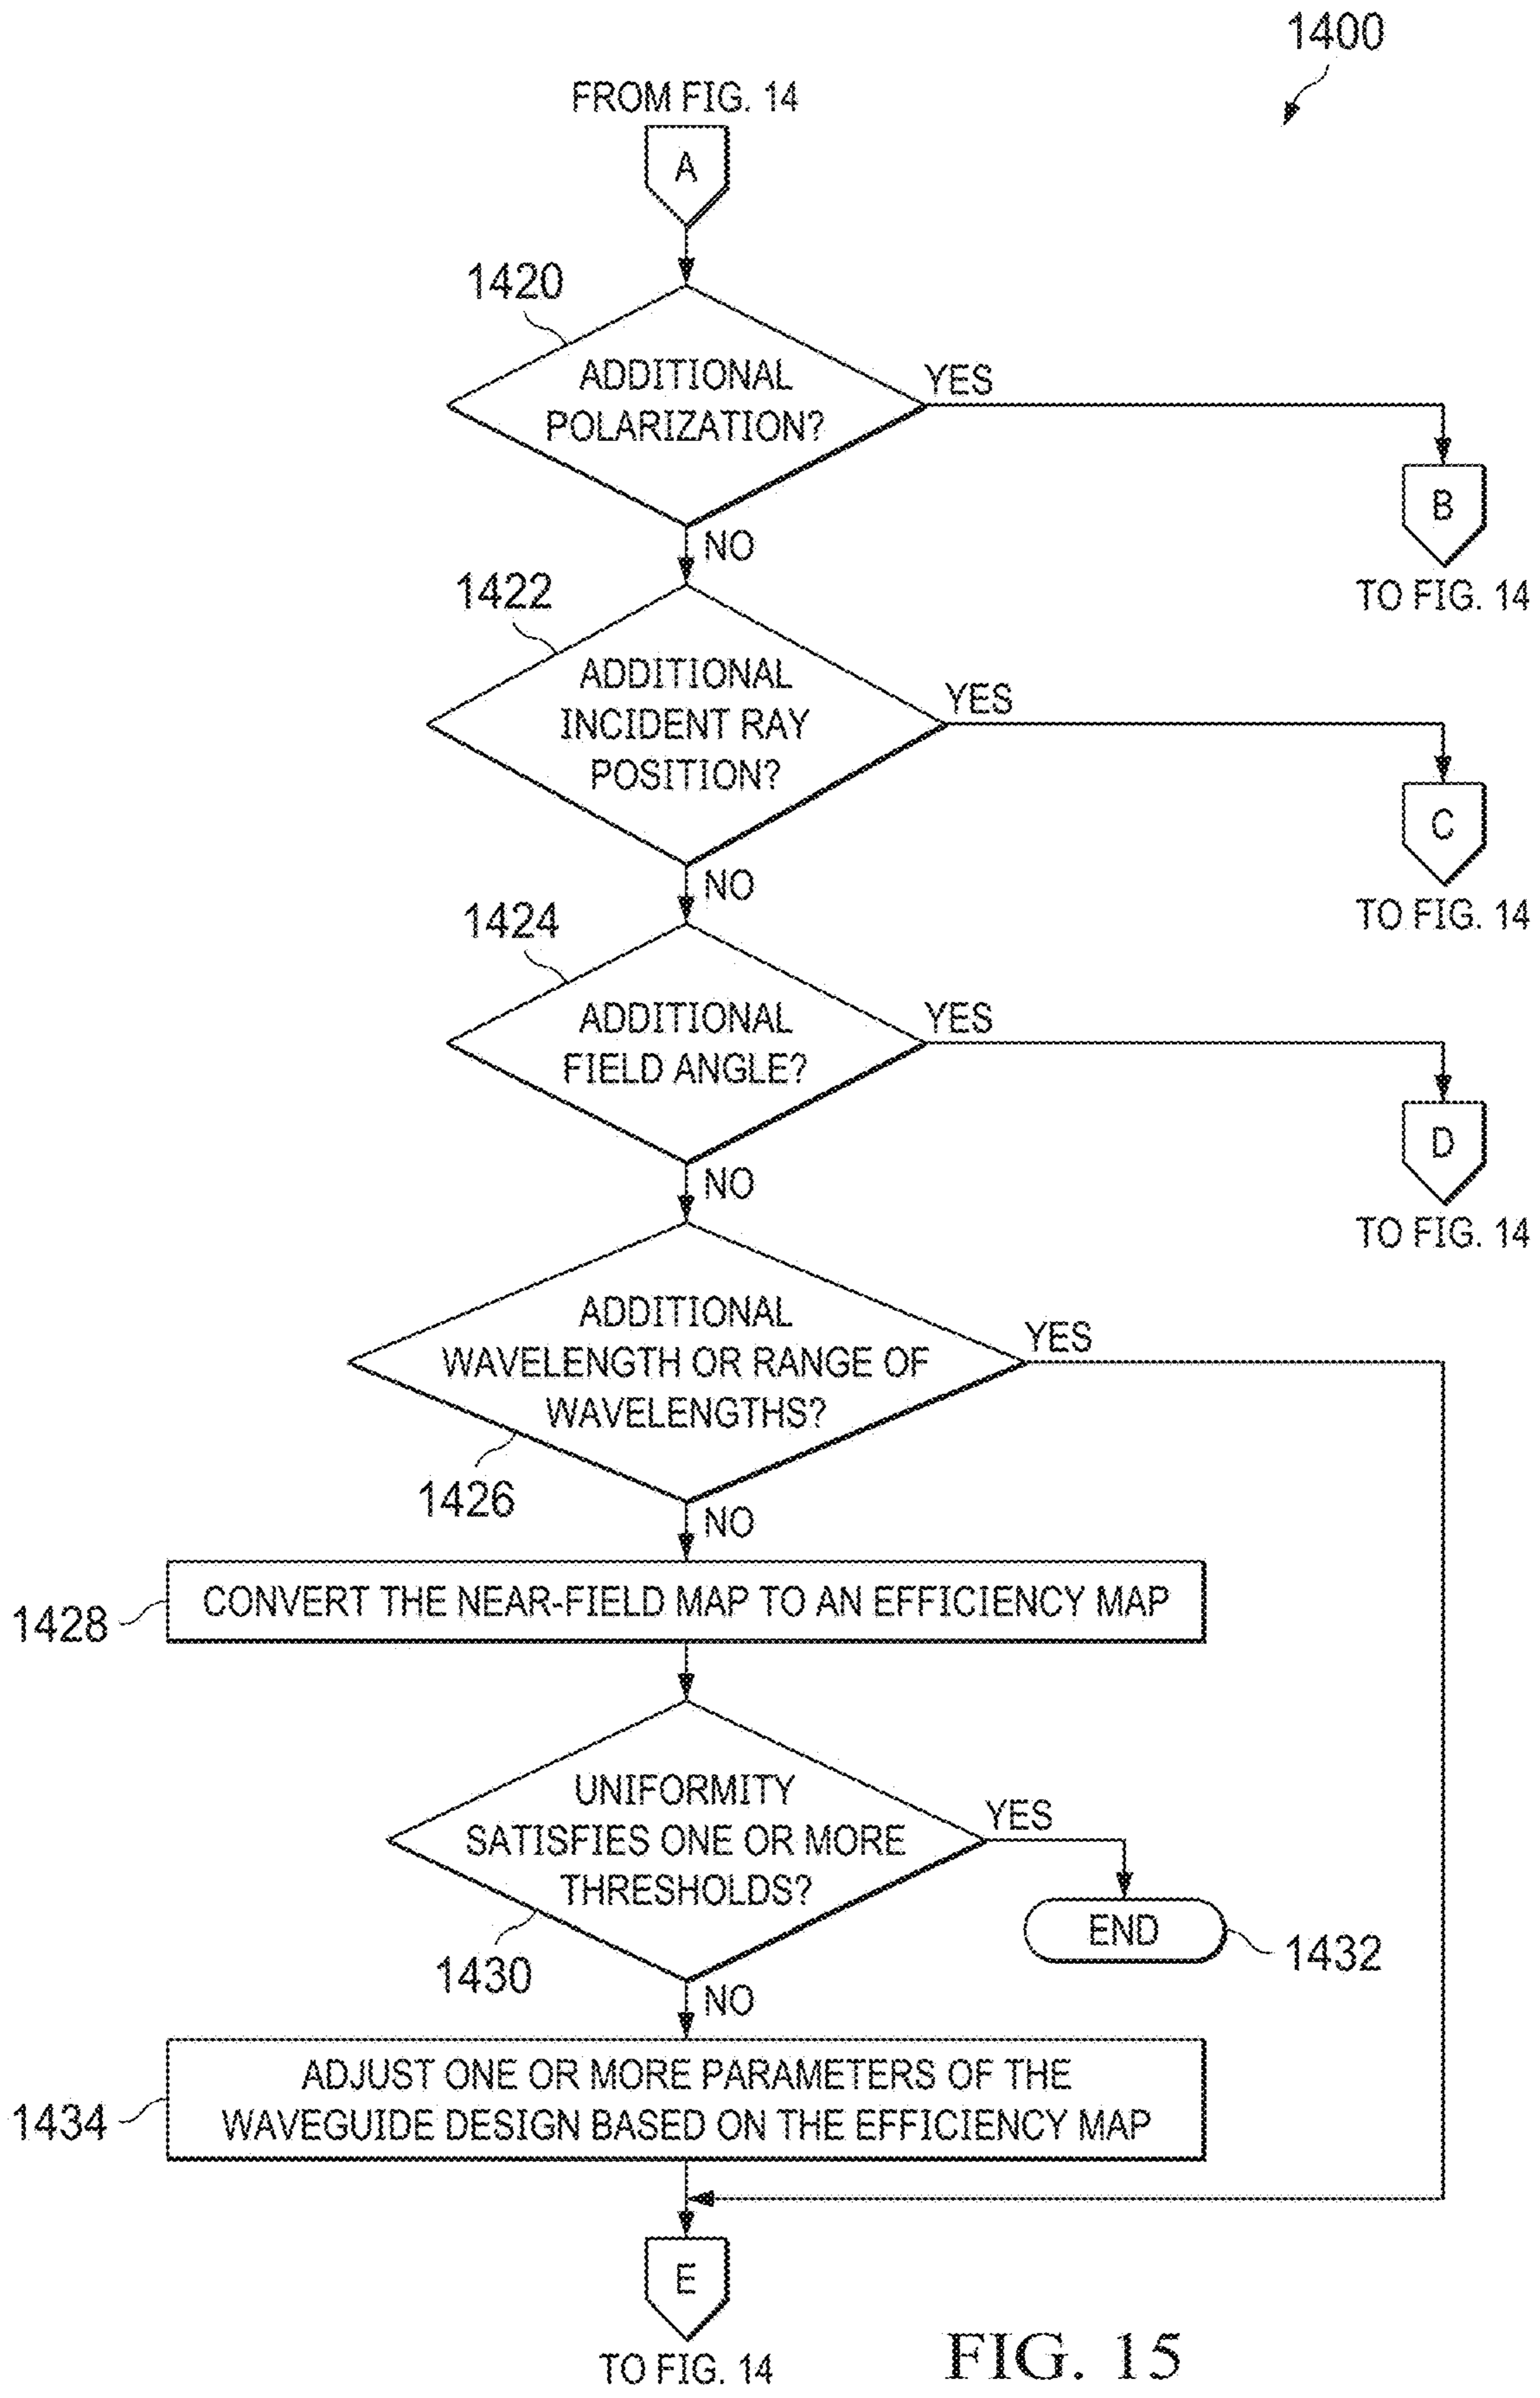 1400
FROM FIG. 14
A
1420
ADDITIONAL
POLARIZATION?
YES
B
TO FIG. 14
NO
1422
ADDITIONAL
INCIDENT RAY
POSITION?
YES
C
TO FIG. 14
NO
1424
ADDITIONAL
FIELD ANGLE?
YES
D
TO FIG. 14
NO
ADDITIONAL
WAVELENGTH OR RANGE OF
WAVELENGTHS?
YES
1426
NO
1428
CONVERT THE NEAR-FIELD MAP TO AN EFFICIENCY MAP
UNIFORMITY
SATISFIES ONE OR MORE
THRESHOLDS?
YES
END
1432
1430
NO
1434
ADJUST ONE OR MORE PARAMETERS OF THE
WAVEGUIDE DESIGN BASED ON THE EFFICIENCY MAP
E
TO FIG. 14
FIG. 15